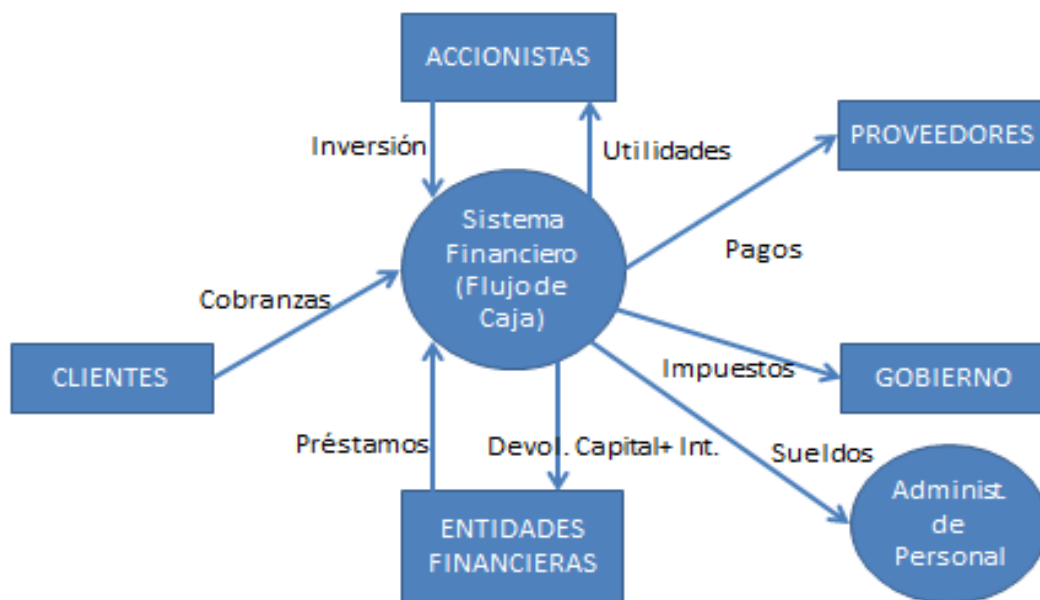 ACCIONISTAS
Inversión
Utilidades
PROVEEDORES
Sistema
Financiero
(Flujo de
Caja)
Pagos
Cobranzas
CLIENTES
Impuestos
GOBIERNO
Préstamos
Devol. Capital+ Int.
Sueldos
ENTIDADES
FINANCIERAS
Administ.
de
Personal